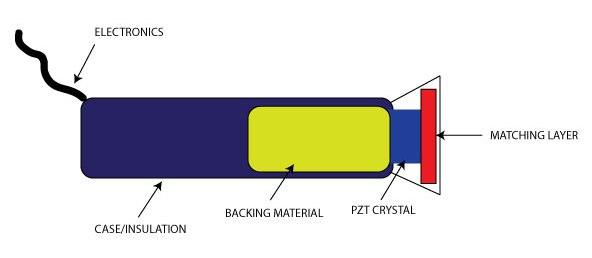 ELECTRONICS
MATCHING LAYER
BACKING MATERIAL
PZT CRYSTAL
CASE/INSULATION